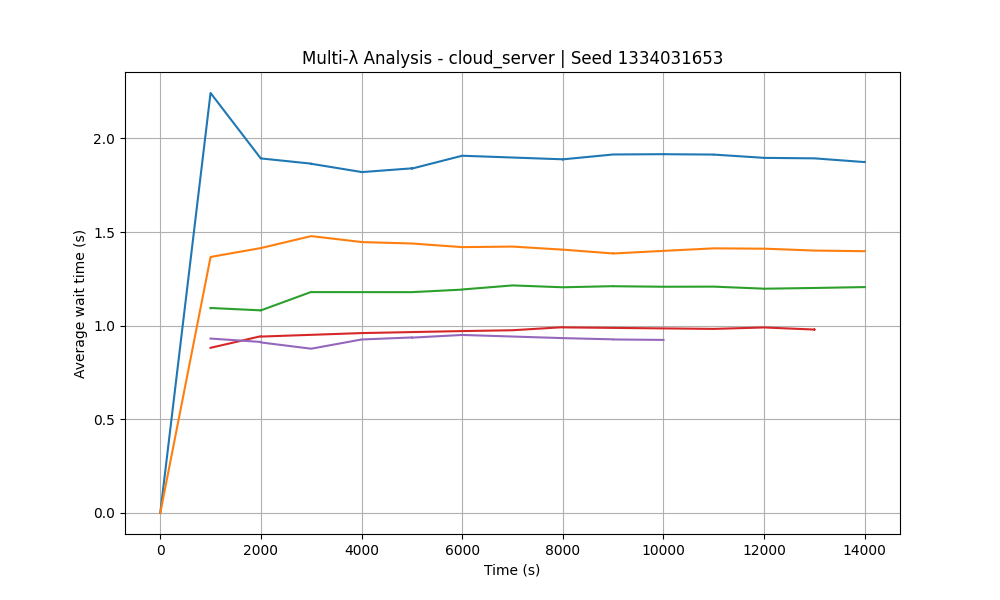 Multi-λ Analysis - cloud_server | Seed 1334031653
Average wait time (s)
2.0
1.5
1.0
0.5
0.0
0 2000 4000 6000 8000 10000 12000 14000
Time (s)